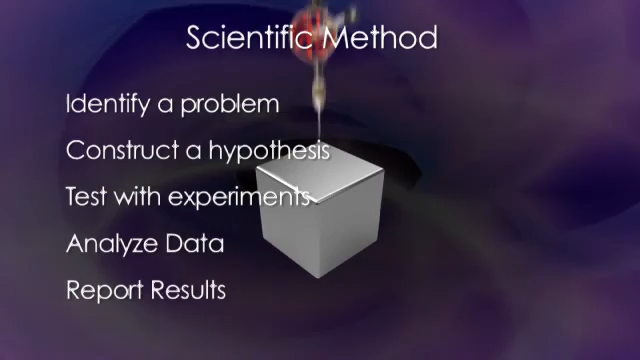 Scientific Method
Identify a problem
Construct a hypothesis
Test with experiments
Analyze Data
Report Results